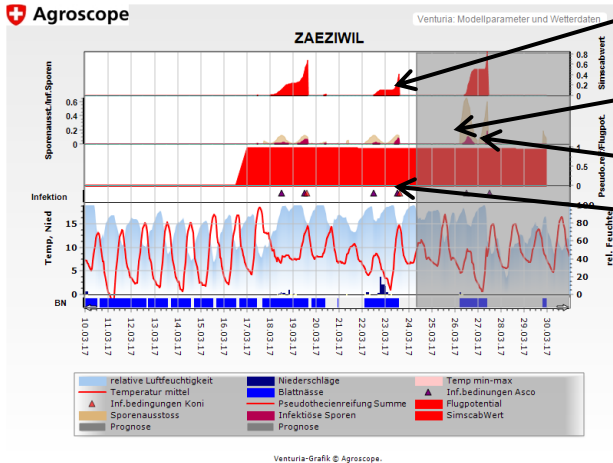 Agroscope
Venturia: Modellparameter und Wetterdaten
ZAEZIWIL
Sporenaust./Inf.Sporen
0.6
0.4
0.2
0
0.8
0.6
0.4
0.2
0
Simscabwert
1
0.5
0
Pseudo.rei/Flugpot.
Infektion
Temp, Nied
15
10
5
0
100
80
60
40
20
0
rel. Feuchte
BN
10.03.17
11.03.17
12.03.17
13.03.17
14.03.17
15.03.17
16.03.17
17.03.17
18.03.17
19.03.17
20.03.17
21.03.17
22.03.17
23.03.17
24.03.17
25.03.17
26.03.17
27.03.17
28.03.17
29.03.17
30.03.17
relative Luftfeuchtigkeit
Niederschläge
Temp min-max
Temperatur mittel
Blattnässe
Inf.bedinungen Asco
Inf.bedingungen Koni
Pseudothecienreifung Summe
Flugpotential
Sporenausstoss
Infektiöse Sporen
SimscabWert
Prognose
Prognose
Venturia-Grafik © Agroscope.